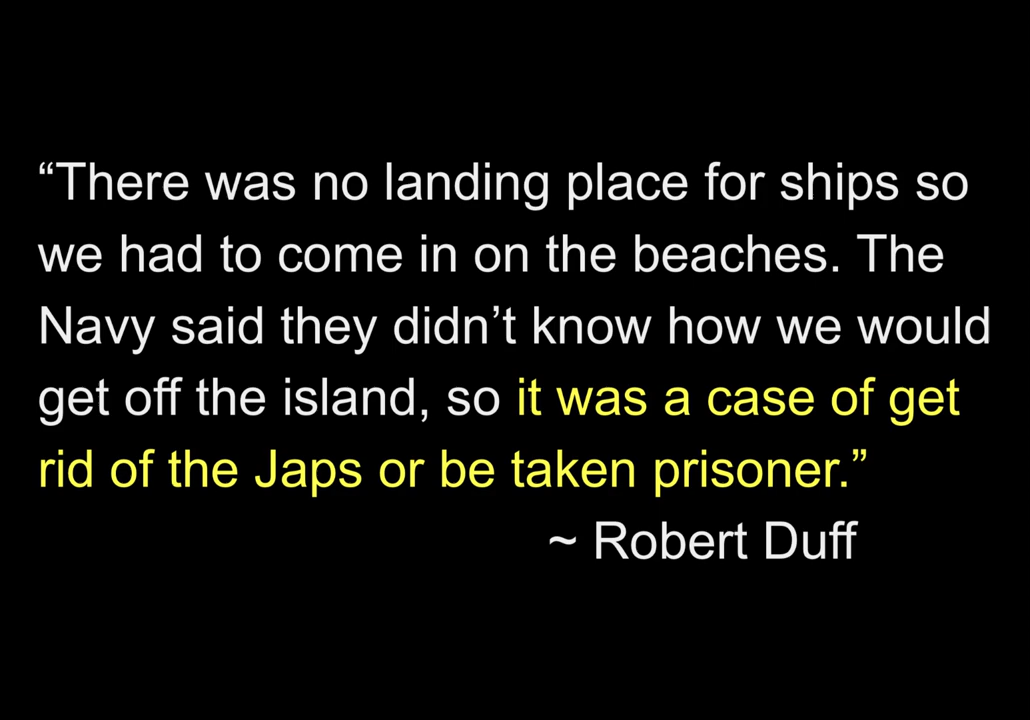 “There was no landing place for ships so
we had to come in on the beaches. The
Navy said they didn’t know how we would
get off the island, so it was a case of get
rid of the Japs or be taken prisoner.”
~ Robert Duff